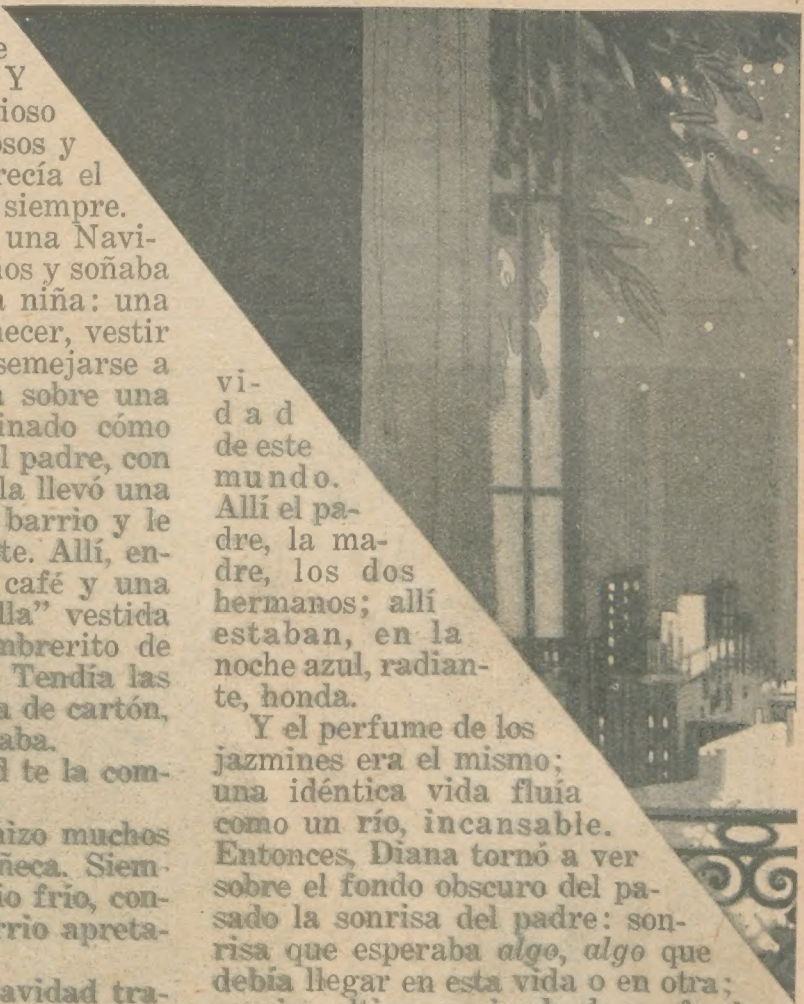 e
Y
ioso
osos y
recía el
siempre.
una Navi-
nos y soñaba
a niña: una
necer, vestir
semejarse a
a sobre una
inado cómo
l padre, con
la llevó una
barrio y le
te. Allí, en-
café y una
lla” vestida
mbrerito de
Tendía las
a de cartón,
aba.
d te la com-
nizo muchos
ñeca. Siem-
io frío, con-
rrio apreta-
avidad tra-
vi-
dad
de este
mundo.
Allí el pa-
dre, la ma-
dre, los dos
hermanos; allí
estaban, en la
noche azul, radian-
te, honda.
Y el perfume de los
jazmines era el mismo;
una idéntica vida fluía
como un río, incansable.
Entonces, Diana tornó a ver
sobre el fondo obscuro del pa-
sado la sonrisa del padre: son-
risa que esperaba algo, algo que
debía llegar en esta vida o en otra;